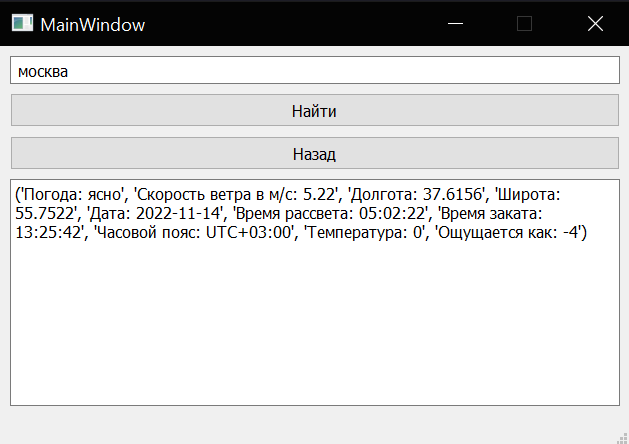 MainWindow
москва
Найти
Назад
('Погода: ясно', 'Скорость ветра в м/с: 5.22', 'Долгота: 37.6156', 'Широта:
55.7522', 'Дата: 2022-11-14', 'Время рассвета: 05:02:22', 'Время заката:
13:25:42', 'Часовой пояс: UTC+03:00', 'Температура: 0', 'Ощущается как: -4')